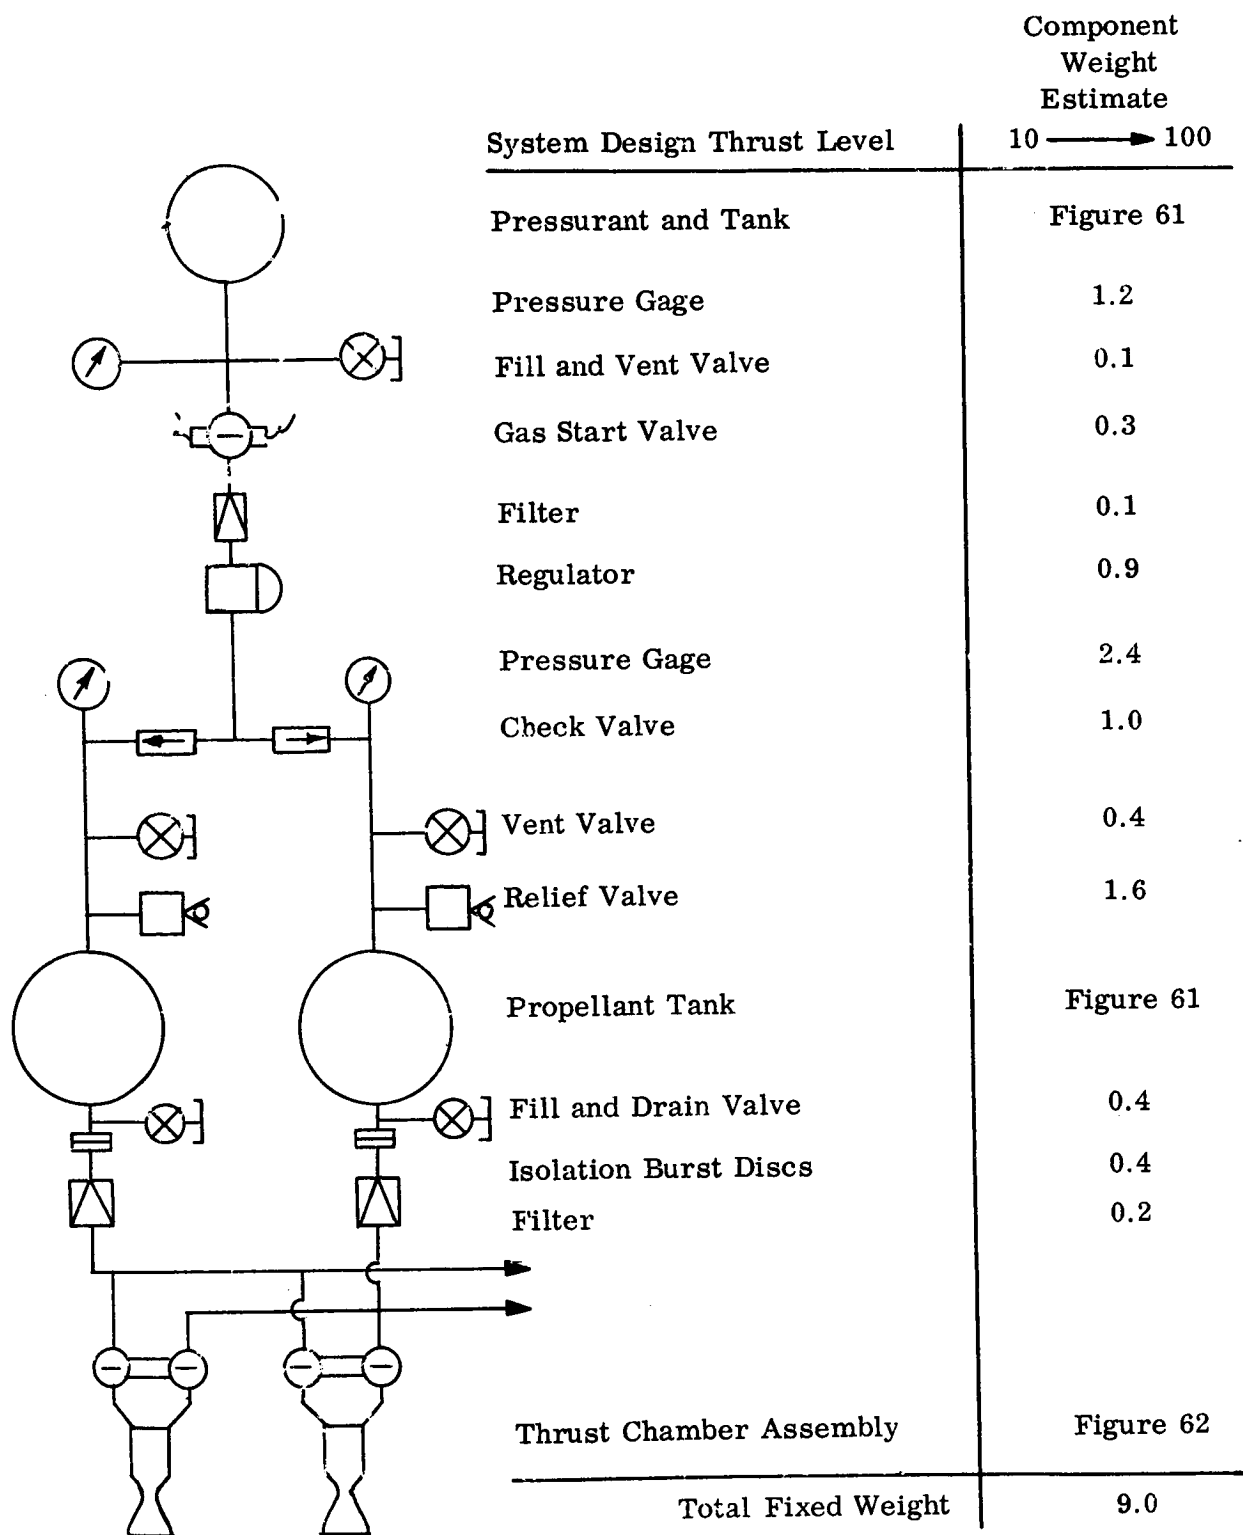 Component
Weight
Estimate
System Design Thrust Level 10 → 100
Pressurant and Tank Figure 61
Pressure Gage 1.2
Fill and Vent Valve 0.1
Gas Start Valve 0.3
Filter 0.1
Regulator 0.9
Pressure Gage 2.4
Check Valve 1.0
Vent Valve 0.4
Relief Valve 1.6
Propellant Tank Figure 61
Fill and Drain Valve 0.4
Isolation Burst Discs 0.4
Filter 0.2
Thrust Chamber Assembly Figure 62
Total Fixed Weight 9.0